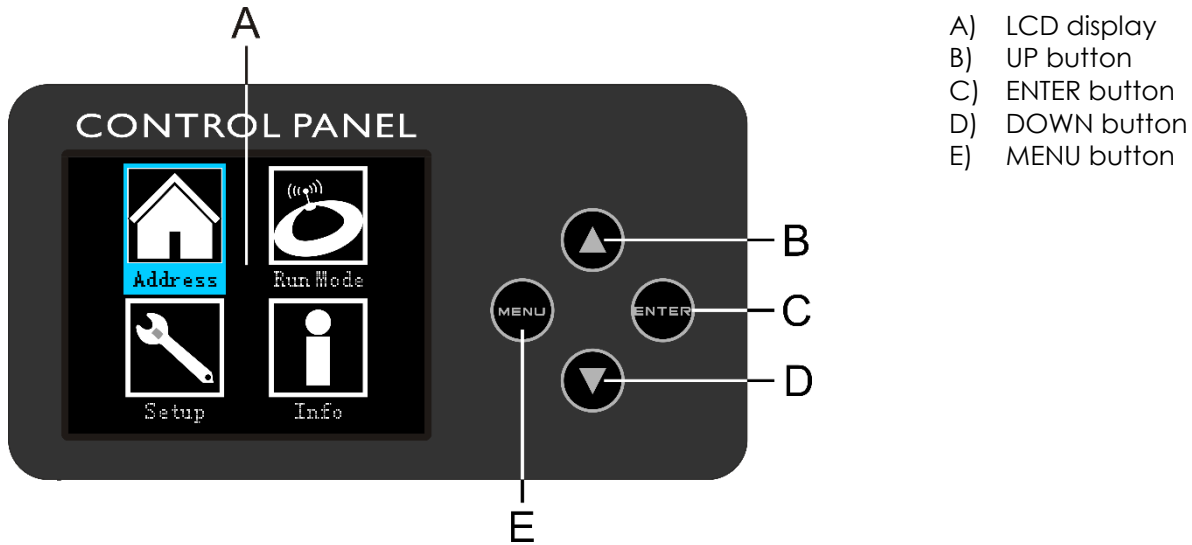 A
CONTROL PANEL
Address
Run Mode
Setup
Info
MENU
ENTER
B
C
D
E
A) LCD display
B) UP button
C) ENTER button
D) DOWN button
E) MENU button